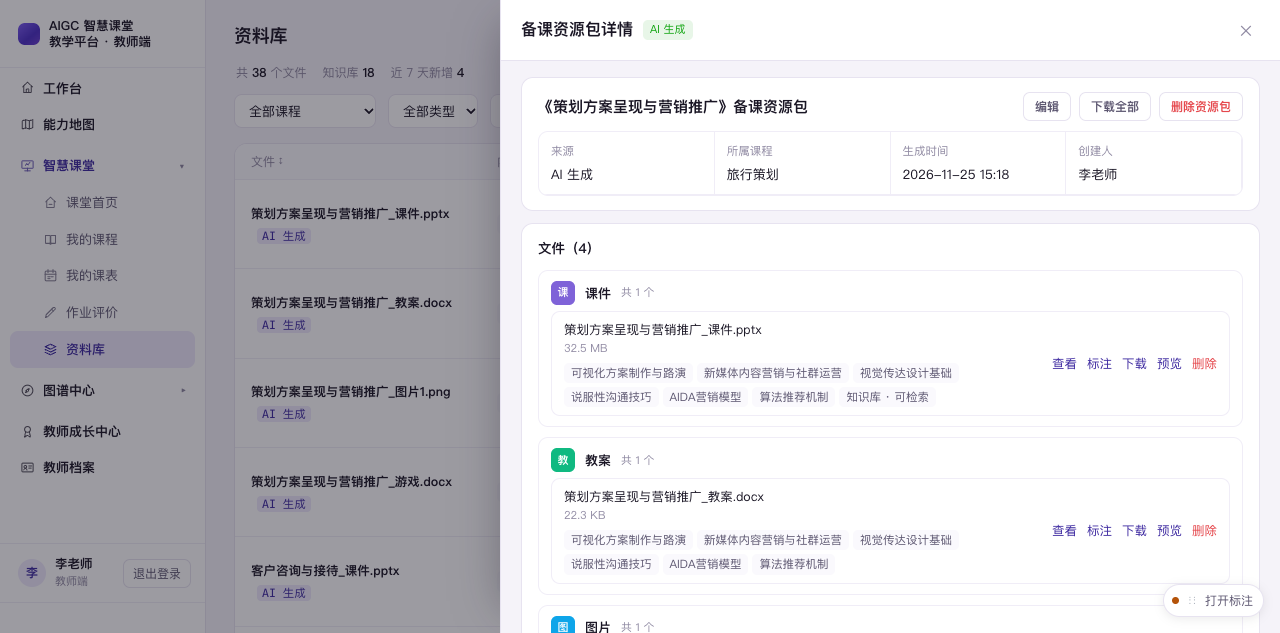 AIGC 智慧课堂
教学平台 · 教师端
工作台
能力地图
智慧课堂
课堂首页
我的课程
我的课表
作业评价
资料库
图谱中心
教师成长中心
教师档案
李
李老师
教师端
退出登录
资料库
共 38 个文件 知识库 18 近 7 天新增 4
全部课程 全部类型
文件
策划方案呈现与营销推广_课件.pptx
AI 生成
策划方案呈现与营销推广_教案.docx
AI 生成
策划方案呈现与营销推广_图片1.png
AI 生成
策划方案呈现与营销推广_游戏.docx
AI 生成
客户咨询与接待_课件.pptx
AI 生成
备课资源包详情 AI 生成
《策划方案呈现与营销推广》备课资源包 编辑 下载全部 删除资源包
来源 所属课程 生成时间 创建人
AI 生成 旅行策划 2026-11-25 15:18 李老师
文件（4）
课 课件 共 1 个
策划方案呈现与营销推广_课件.pptx
32.5 MB
查看 标注 下载 预览 删除
可视化方案制作与路演 新媒体内容营销与社群运营 视觉传达设计基础
说服性沟通技巧 AIDA营销模型 算法推荐机制 知识库 · 可检索
教 教案 共 1 个
策划方案呈现与营销推广_教案.docx
22.3 KB
查看 标注 下载 预览 删除
可视化方案制作与路演 新媒体内容营销与社群运营 视觉传达设计基础
说服性沟通技巧 AIDA营销模型 算法推荐机制
打开标注
图 图片 共 1 个